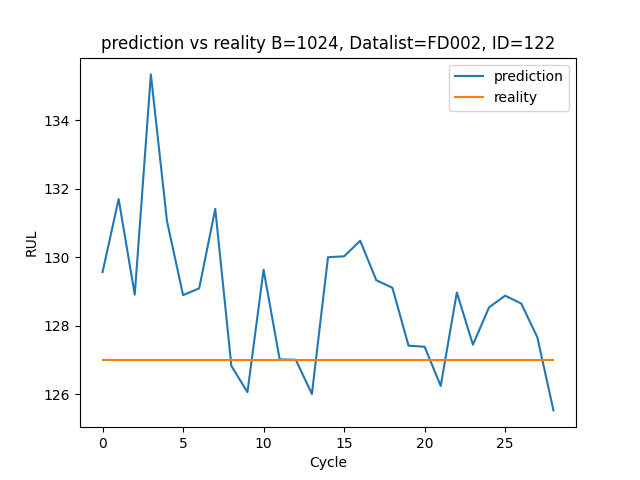 prediction vs reality B=1024, Datalist=FD002, ID=122
prediction
reality
134
132
130
128
126
RUL
0 5 10 15 20 25
Cycle